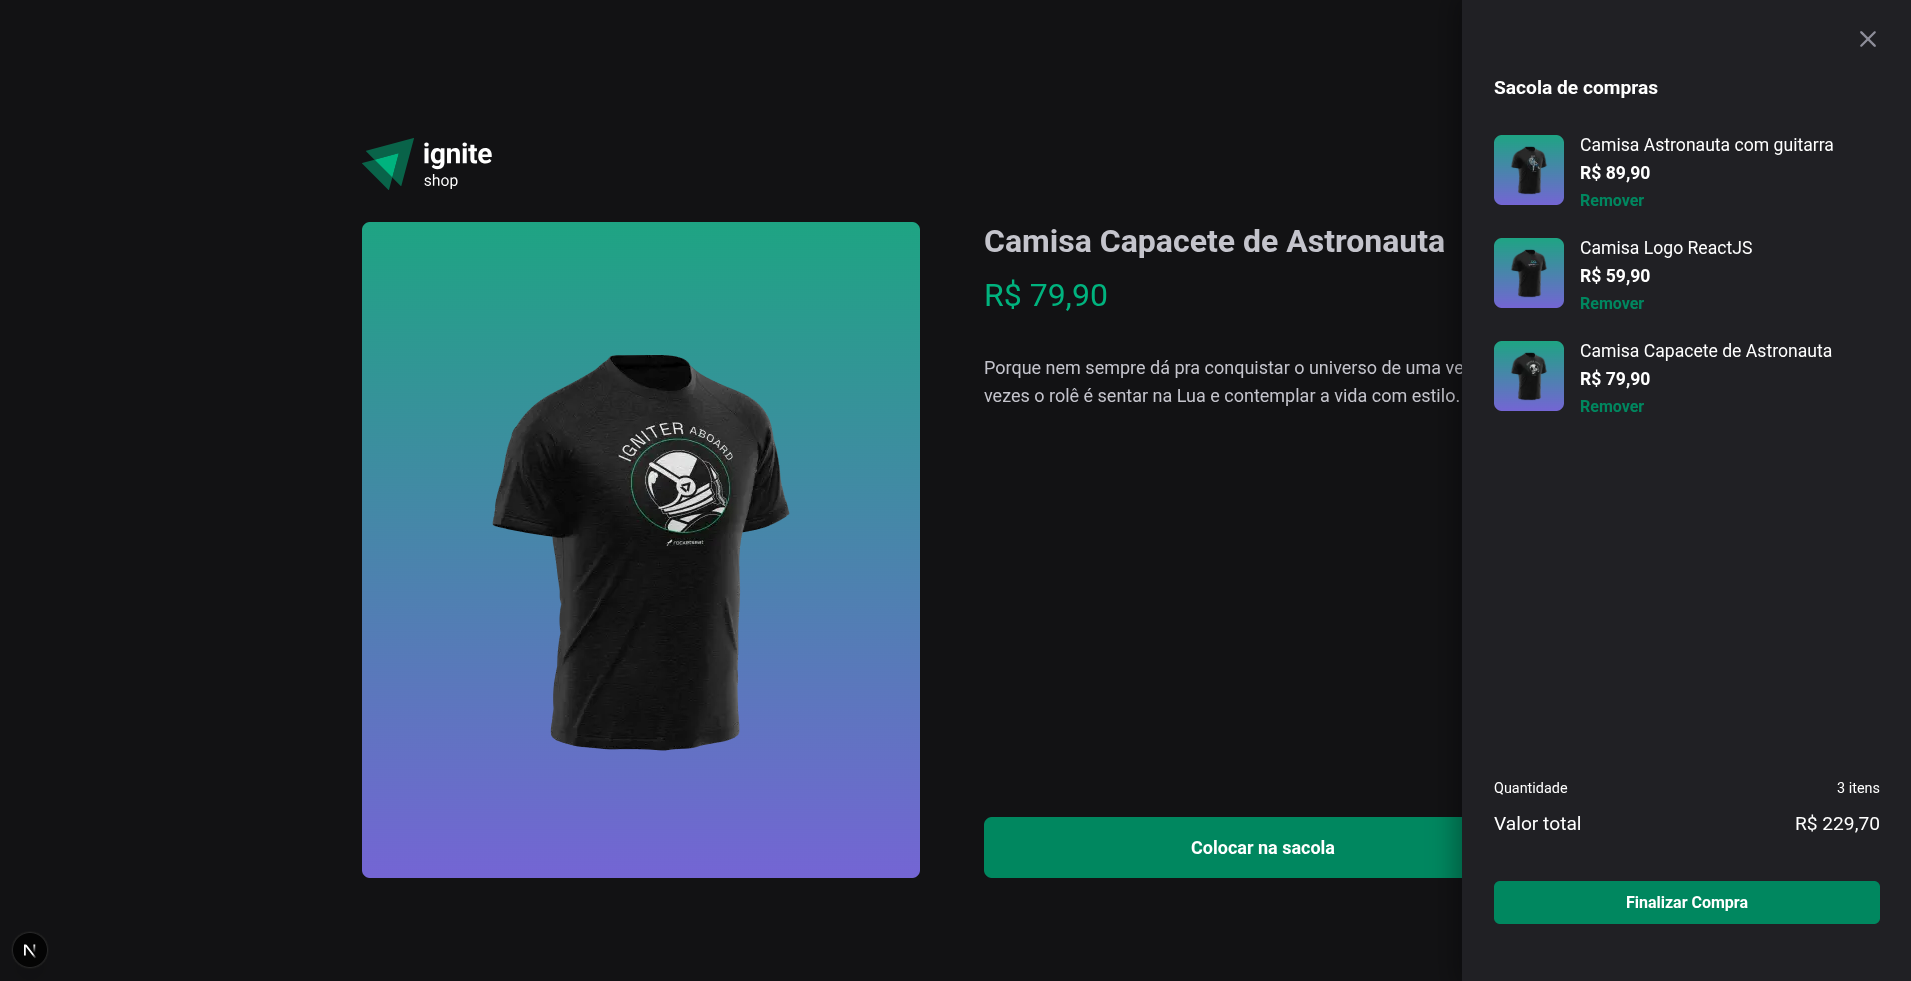 ignite
shop
Camisa Capacete de Astronauta
R$ 79,90
Porque nem sempre dá pra conquistar o universo de uma ve
vezes o rolê é sentar na Lua e contemplar a vida com estilo.
IGNITER ABOARD
rocketseat
Colocar na sacola
N
Sacola de compras
Camisa Astronauta com guitarra
R$ 89,90
Remover
Camisa Logo ReactJS
R$ 59,90
Remover
Camisa Capacete de Astronauta
R$ 79,90
Remover
Quantidade 3 itens
Valor total R$ 229,70
Finalizar Compra